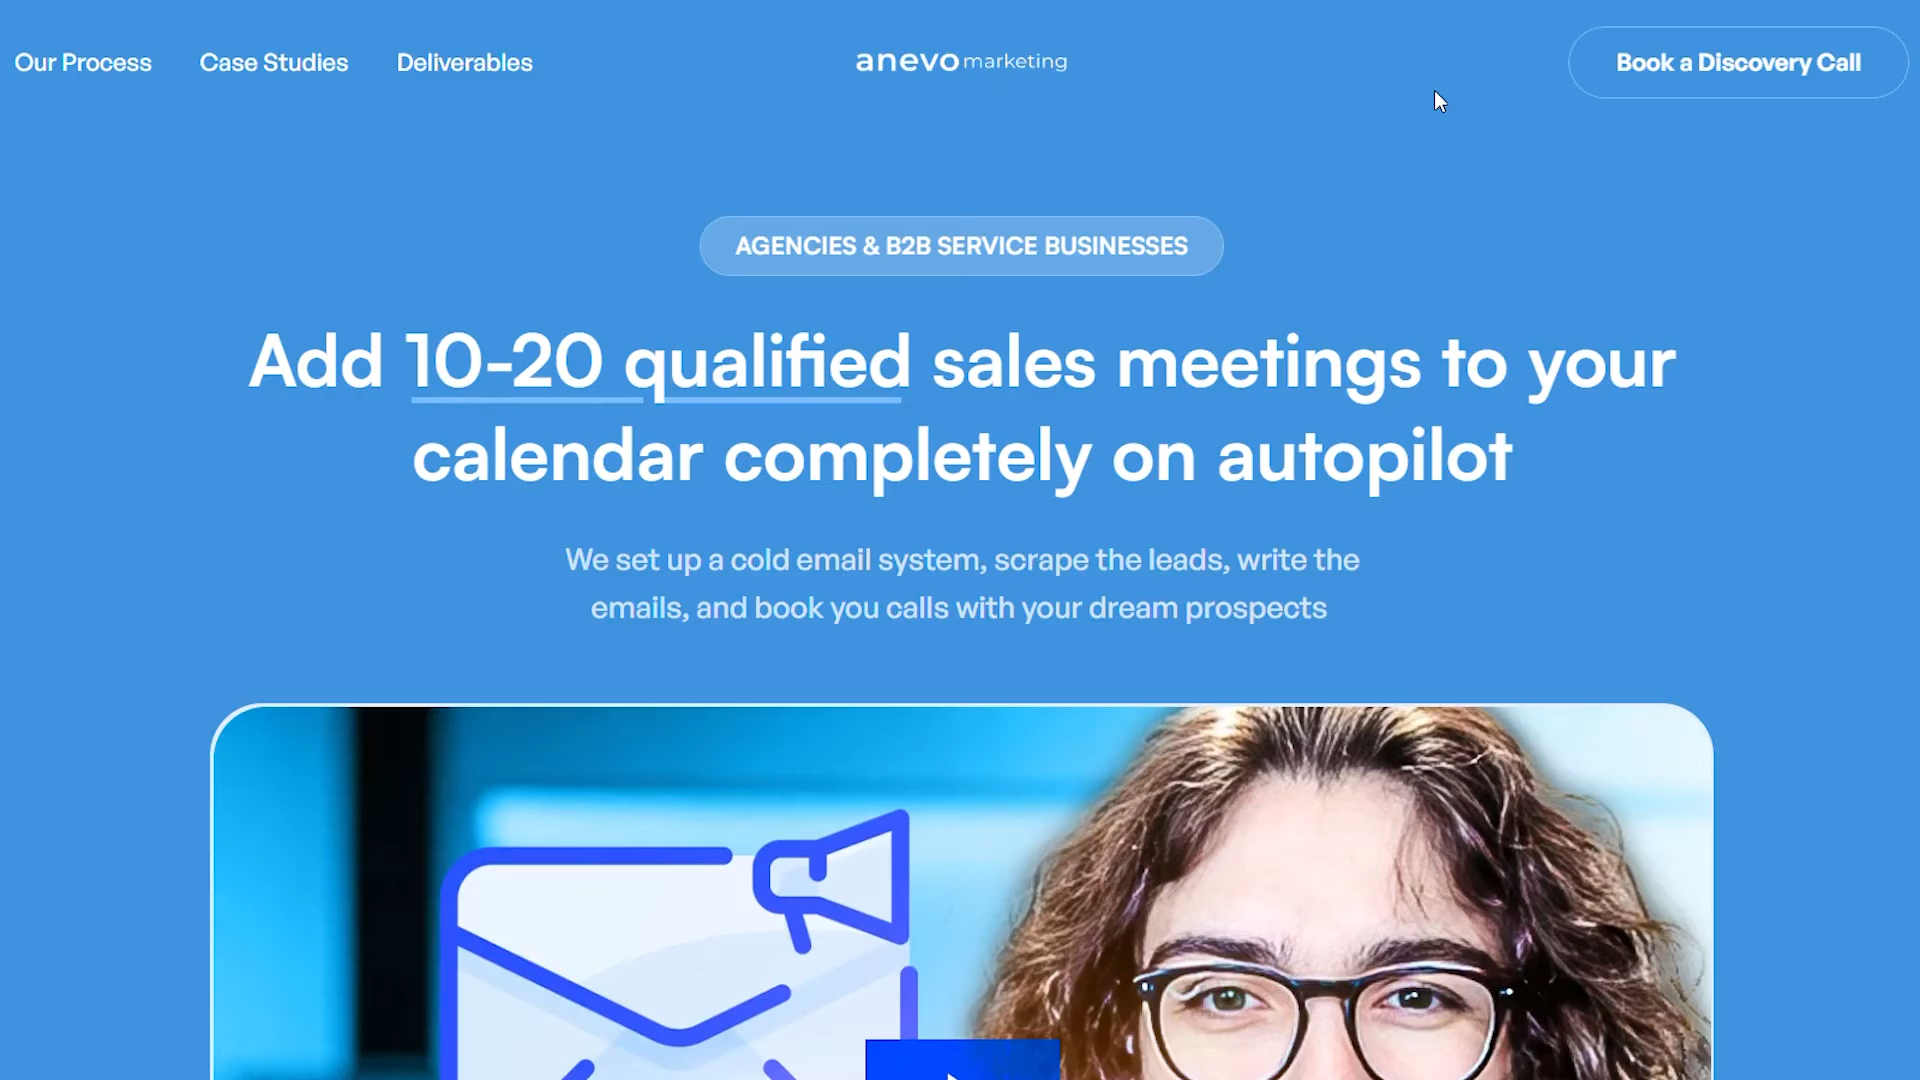 Our Process
Case Studies
Deliverables
anevo marketing
Book a Discovery Call
AGENCIES & B2B SERVICE BUSINESSES
Add 10-20 qualified sales meetings to your
calendar completely on autopilot
We set up a cold email system, scrape the leads, write the
emails, and book you calls with your dream prospects